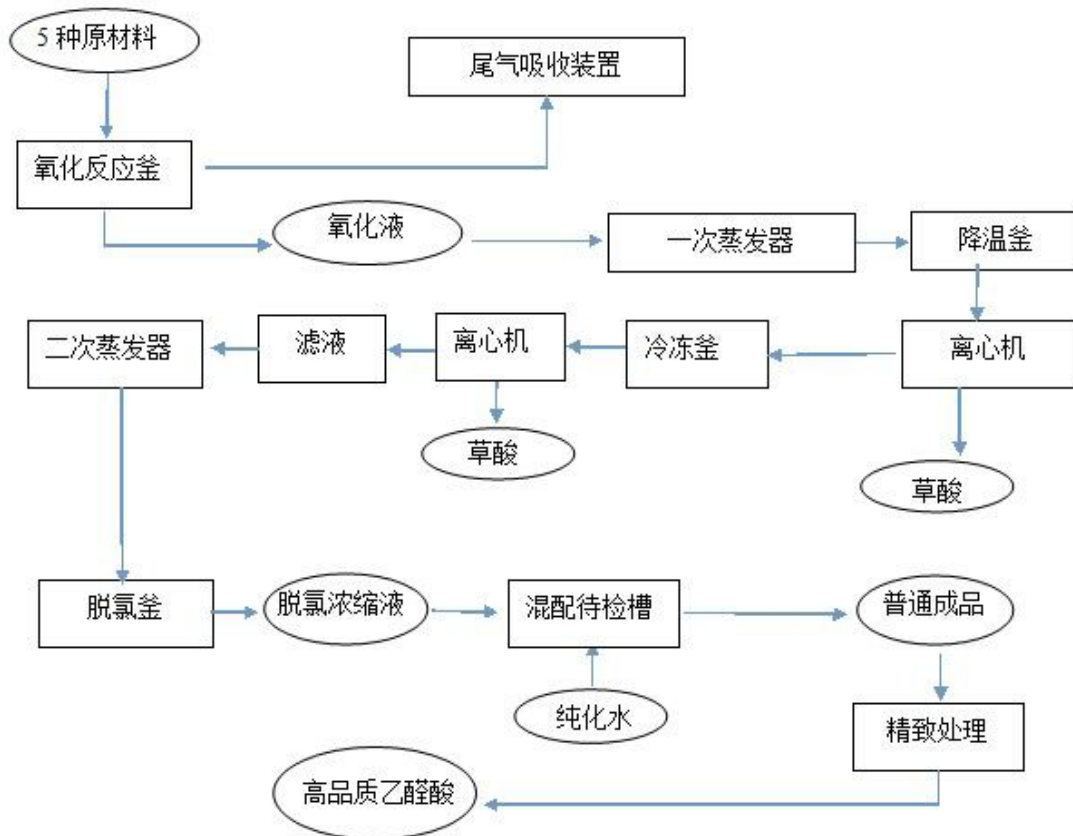 5 种原材料
尾气吸收装置
氧化反应釜
氧化液
一次蒸发器
降温釜
二次蒸发器
滤液
离心机
冷冻釜
离心机
草酸
草酸
脱氯釜
脱氯浓缩液
混配待检槽
普通成品
纯化水
精致处理
高品质乙醛酸